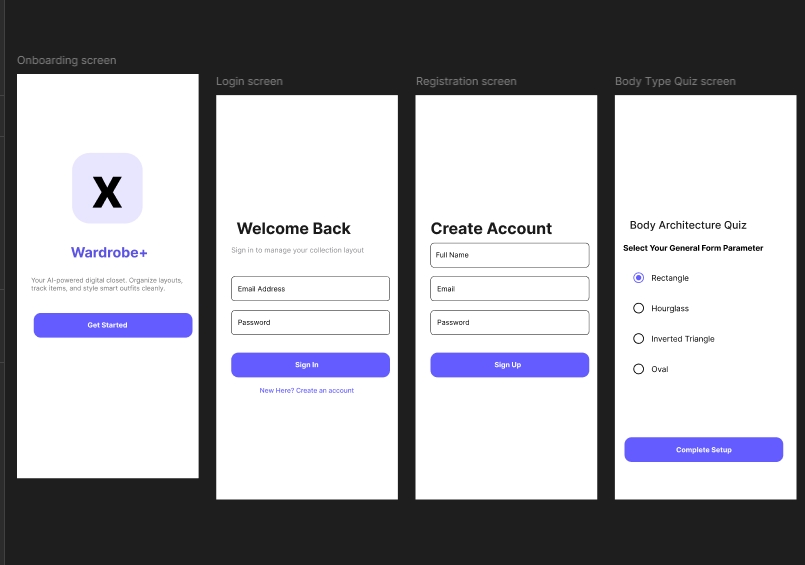 Onboarding screen
X
Wardrobe+
Your AI-powered digital closet. Organize layouts,
track items, and style smart outfits cleanly.
Get Started
Login screen
Welcome Back
Sign in to manage your collection layout
Email Address
Password
Sign In
New Here? Create an account
Registration screen
Create Account
Full Name
Email
Password
Sign Up
Body Type Quiz screen
Body Architecture Quiz
Select Your General Form Parameter
Rectangle
Hourglass
Inverted Triangle
Oval
Complete Setup